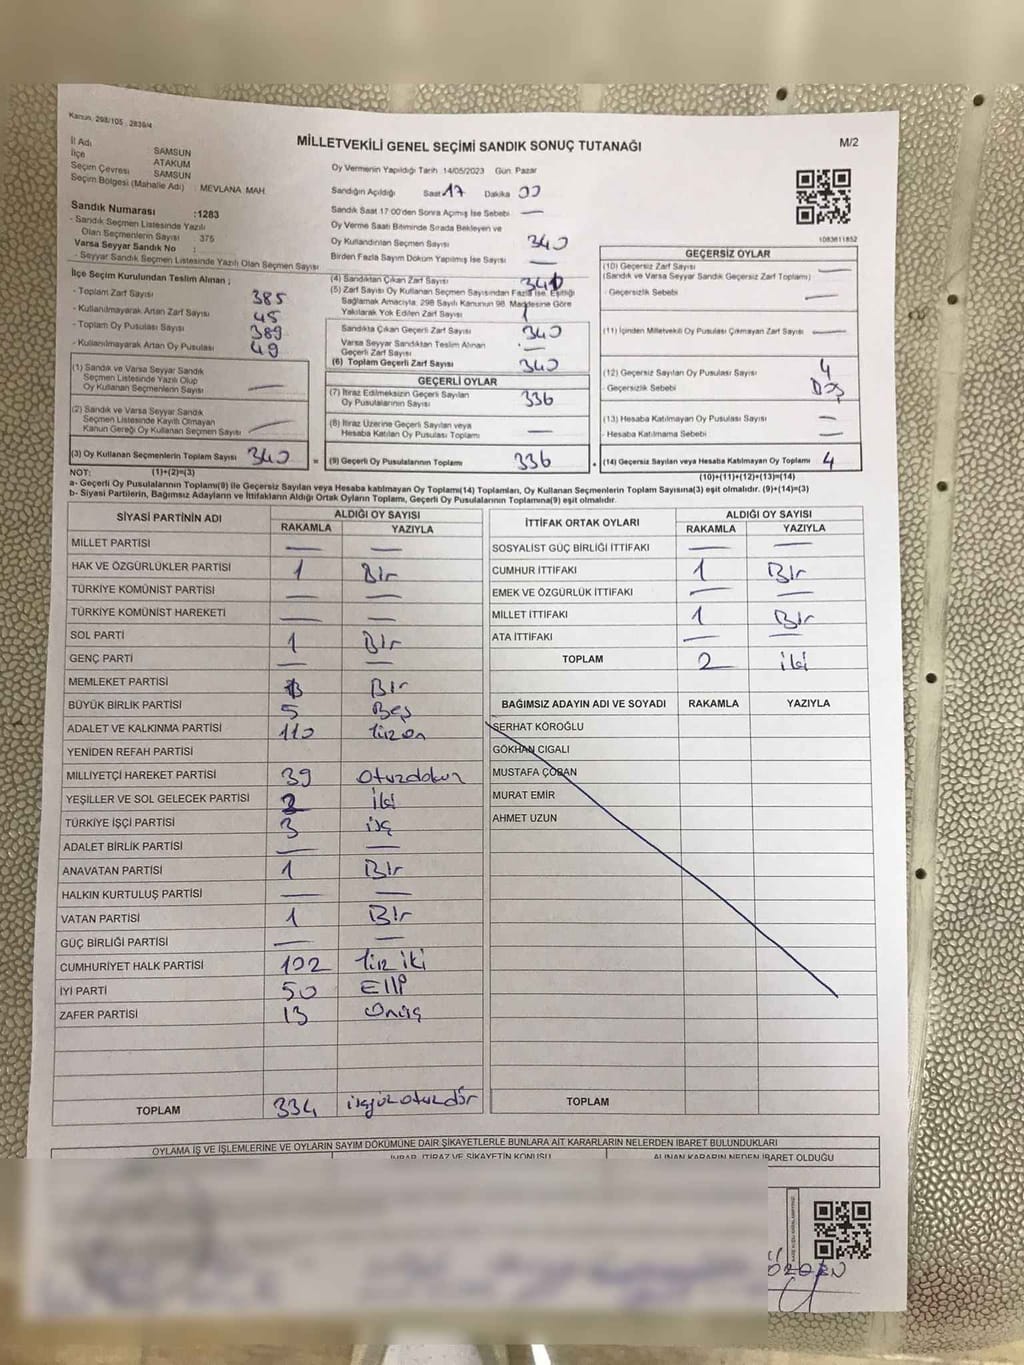 Kanun: 298/105 - 2839/4
MİLLETVEKİLİ GENEL SEÇİMİ SANDIK SONUÇ TUTANAĞI
M/2
İl Adı SAMSUN
İlçe ATAKUM
Seçim Çevresi SAMSUN
Seçim Bölgesi (Mahalle Adı) : MEVLANA MAH
Sandık Numarası :1283
- Sandık Seçmen Listesinde Yazılı
Olan Seçmenlerin Sayısı : 375
Varsa Seyyar Sandık No :
- Seyyar Sandık Seçmen Listesinde Yazılı Olan Seçmen Sayısı :
İlçe Seçim Kurulundan Teslim Alınan ;
- Toplam Zarf Sayısı 385
- Kullanılmayarak Artan Zarf Sayısı 45
- Toplam Oy Pusulası Sayısı 389
- Kullanılmayarak Artan Oy Pusulası 49
(1) Sandık ve Varsa Seyyar Sandık
Seçmen Listesinde Yazılı Olup
Oy Kullanan Seçmenlerin Sayısı —
(2) Sandık ve Varsa Seyyar Sandık
Seçmen Listesinde Kayıtlı Olmayan
Kanun Gereği Oy Kullanan Seçmen Sayısı —
(3) Oy Kullanan Seçmenlerin Toplam Sayısı 340
Oy Vermenin Yapıldığı Tarih 14/05/2023 Gün: Pazar
Sandığın Açıldığı Saat 17 Dakika 00
Sandık Saat 17:00'den Sonra Açılmış İse Sebebi —
Oy Verme Saati Bitiminde Sırada Bekleyen ve
Oy Kullandırılan Seçmen Sayısı 340
Birden Fazla Sayım Döküm Yapılmış İse Sayısı —
(4) Sandıktan Çıkan Zarf Sayısı
(5) Zarf Sayısı Oy Kullanan Seçmen Sayısından Fazla İse, Eşitliği
Sağlamak Amacıyla, 298 Sayılı Kanunun 98. Maddesine Göre
Yakılarak Yok Edilen Zarf Sayısı
Sandıkta Çıkan Geçerli Zarf Sayısı 340
Varsa Seyyar Sandıktan Teslim Alınan
Geçerli Zarf Sayısı —
(6) Toplam Geçerli Zarf Sayısı 340
GEÇERLİ OYLAR
(7) İtiraz Edilmeksizin Geçerli Sayılan
Oy Pusulalarının Sayısı 336
(8) İtiraz Üzerine Geçerli Sayılan veya
Hesaba Katılan Oy Pusulası Toplamı —
= (9) Geçerli Oy Pusulalarının Toplamı 336
1083611852
GEÇERSİZ OYLAR
(10) Geçersiz Zarf Sayısı —
(Sandık ve Varsa Seyyar Sandık Geçersiz Zarf Toplamı)
- Geçersizlik Sebebi —
(11) İçinden Milletvekili Oy Pusulası Çıkmayan Zarf Sayısı —
(12) Geçersiz Sayılan Oy Pusulası Sayısı 4
- Geçersizlik Sebebi
(13) Hesaba Katılmayan Oy Pusulası Sayısı —
- Hesaba Katılmama Sebebi —
+ (14) Geçersiz Sayılan veya Hesaba Katılmayan Oy Toplamı 4
NOT: (1)+(2)=(3) (10)+(11)+(12)+(13)=(14)
a- Geçerli Oy Pusulalarının Toplamı(9) ile Geçersiz Sayılan veya Hesaba katılmayan Oy Toplamı(14) Toplamları, Oy Kullanan Seçmenlerin Toplam Sayısına(3) eşit olmalıdır. (9)+(14)=(3)
b- Siyasi Partilerin, Bağımsız Adayların ve İttifakların Aldığı Ortak Oyların Toplamı, Geçerli Oy Pusulalarının Toplamına(9) eşit olmalıdır.
SİYASİ PARTİNİN ADI ALDIĞI OY SAYISI
RAKAMLA YAZIYLA
MİLLET PARTİSİ — —
HAK VE ÖZGÜRLÜKLER PARTİSİ 1 Bir
TÜRKİYE KOMÜNİST PARTİSİ — —
TÜRKİYE KOMÜNİST HAREKETİ — —
SOL PARTİ 1 Bir
GENÇ PARTİ — —
MEMLEKET PARTİSİ Bir
BÜYÜK BİRLİK PARTİSİ 5 Beş
ADALET VE KALKINMA PARTİSİ 110 Yüzon
YENİDEN REFAH PARTİSİ
MİLLİYETÇİ HAREKET PARTİSİ 39 otuzdokuz
YEŞİLLER VE SOL GELECEK PARTİSİ 2 iki
TÜRKİYE İŞÇİ PARTİSİ 3 üç
ADALET BİRLİK PARTİSİ — —
ANAVATAN PARTİSİ 1 Bir
HALKIN KURTULUŞ PARTİSİ — —
VATAN PARTİSİ 1 Bir
GÜÇ BİRLİĞİ PARTİSİ — —
CUMHURİYET HALK PARTİSİ 102 Yüz iki
İYİ PARTİ 50 Elli
ZAFER PARTİSİ 13 Onüç
TOPLAM 334 üçyüzotuzdör
İTTİFAK ORTAK OYLARI ALDIĞI OY SAYISI
RAKAMLA YAZIYLA
SOSYALİST GÜÇ BİRLİĞİ İTTİFAKI — —
CUMHUR İTTİFAKI 1 Bir
EMEK VE ÖZGÜRLÜK İTTİFAKI — —
MİLLET İTTİFAKI 1 Bir
ATA İTTİFAKI — —
TOPLAM 2 iki
BAĞIMSIZ ADAYIN ADI VE SOYADI RAKAMLA YAZIYLA
SERHAT KÖROĞLU
GÖKHAN CIGALI
MUSTAFA ÇOBAN
MURAT EMİR
AHMET UZUN
TOPLAM
OYLAMA İŞ VE İŞLEMLERİNE VE OYLARIN SAYIM DÖKÜMÜNE DAİR ŞİKAYETLERLE BUNLARA AİT KARARLARIN NELERDEN İBARET BULUNDUKLARI
İHBAR, İTİRAZ VE ŞİKAYETİN KONUSU ALINAN KARARIN NEDEN İBARET OLDUĞU